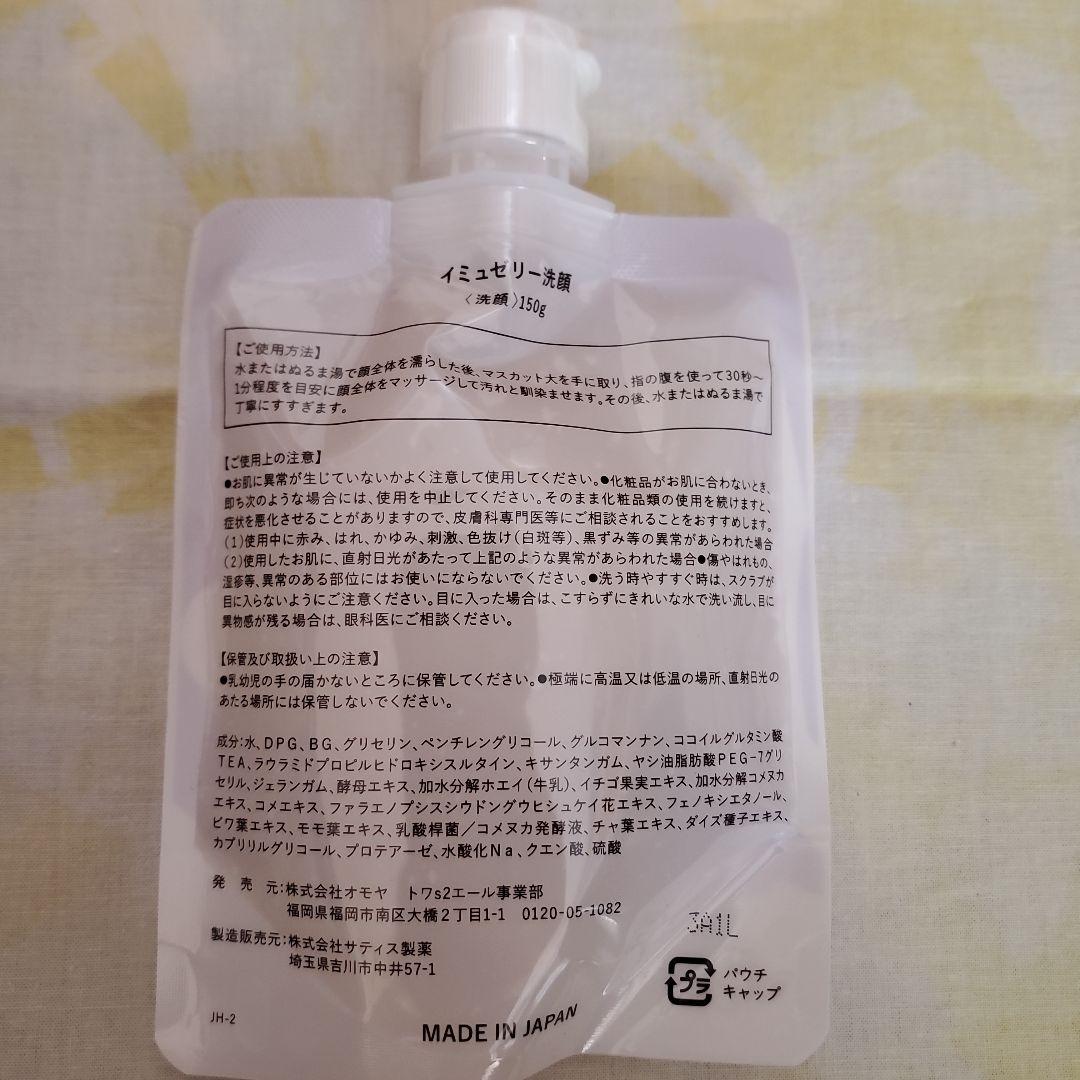 イミュゼリー洗顔
〈洗顔〉150g
【ご使用方法】
水またはぬるま湯で顔全体を濡らした後、マスカット大を手に取り、指の腹を使って30秒〜
1分程度を目安に顔全体をマッサージして汚れと馴染ませます。その後、水またはぬるま湯で
丁寧にすすぎます。
【ご使用上の注意】
●お肌に異常が生じていないかよく注意して使用してください。●化粧品がお肌に合わないとき、
即ち次のような場合には、使用を中止してください。そのまま化粧品類の使用を続けますと、
症状を悪化させることがありますので、皮膚科専門医等にご相談されることをおすすめします。
(1)使用中に赤み、はれ、かゆみ、刺激、色抜け(白斑等)、黒ずみ等の異常があらわれた場合
(2)使用したお肌に、直射日光があたって上記のような異常があらわれた場合●傷やはれもの、
湿疹等、異常のある部位にはお使いにならないでください。●洗う時やすすぐ時は、スクラブが
目に入らないようにご注意ください。目に入った場合は、こすらずにきれいな水で洗い流し、目に
異物感が残る場合は、眼科医にご相談ください。
【保管及び取扱い上の注意】
●乳幼児の手の届かないところに保管してください。●極端に高温又は低温の場所、直射日光の
あたる場所には保管しないでください。
成分:水、DPG、BG、グリセリン、ペンチレングリコール、グルコマンナン、ココイルグルタミン酸
TEA、ラウラミドプロピルヒドロキシスルタイン、キサンタンガム、ヤシ油脂肪酸PEG-7グリ
セリル、ジェランガム、酵母エキス、加水分解ホエイ(牛乳)、イチゴ果実エキス、加水分解コメヌカ
エキス、コメエキス、ファラエノプシスシウドングウヒシュケイ花エキス、フェノキシエタノール、
ビワ葉エキス、モモ葉エキス、乳酸桿菌/コメヌカ発酵液、チャ葉エキス、ダイズ種子エキス、
カプリリルグリコール、プロテアーゼ、水酸化Na、クエン酸、硫酸
発売元:株式会社オモヤ トワs2エール事業部
福岡県福岡市南区大橋2丁目1-1 0120-05-1082
製造販売元:株式会社サティス製薬
埼玉県吉川市中井57-1
3A1L
プラ
パウチ
キャップ
JH-2
MADE IN JAPAN